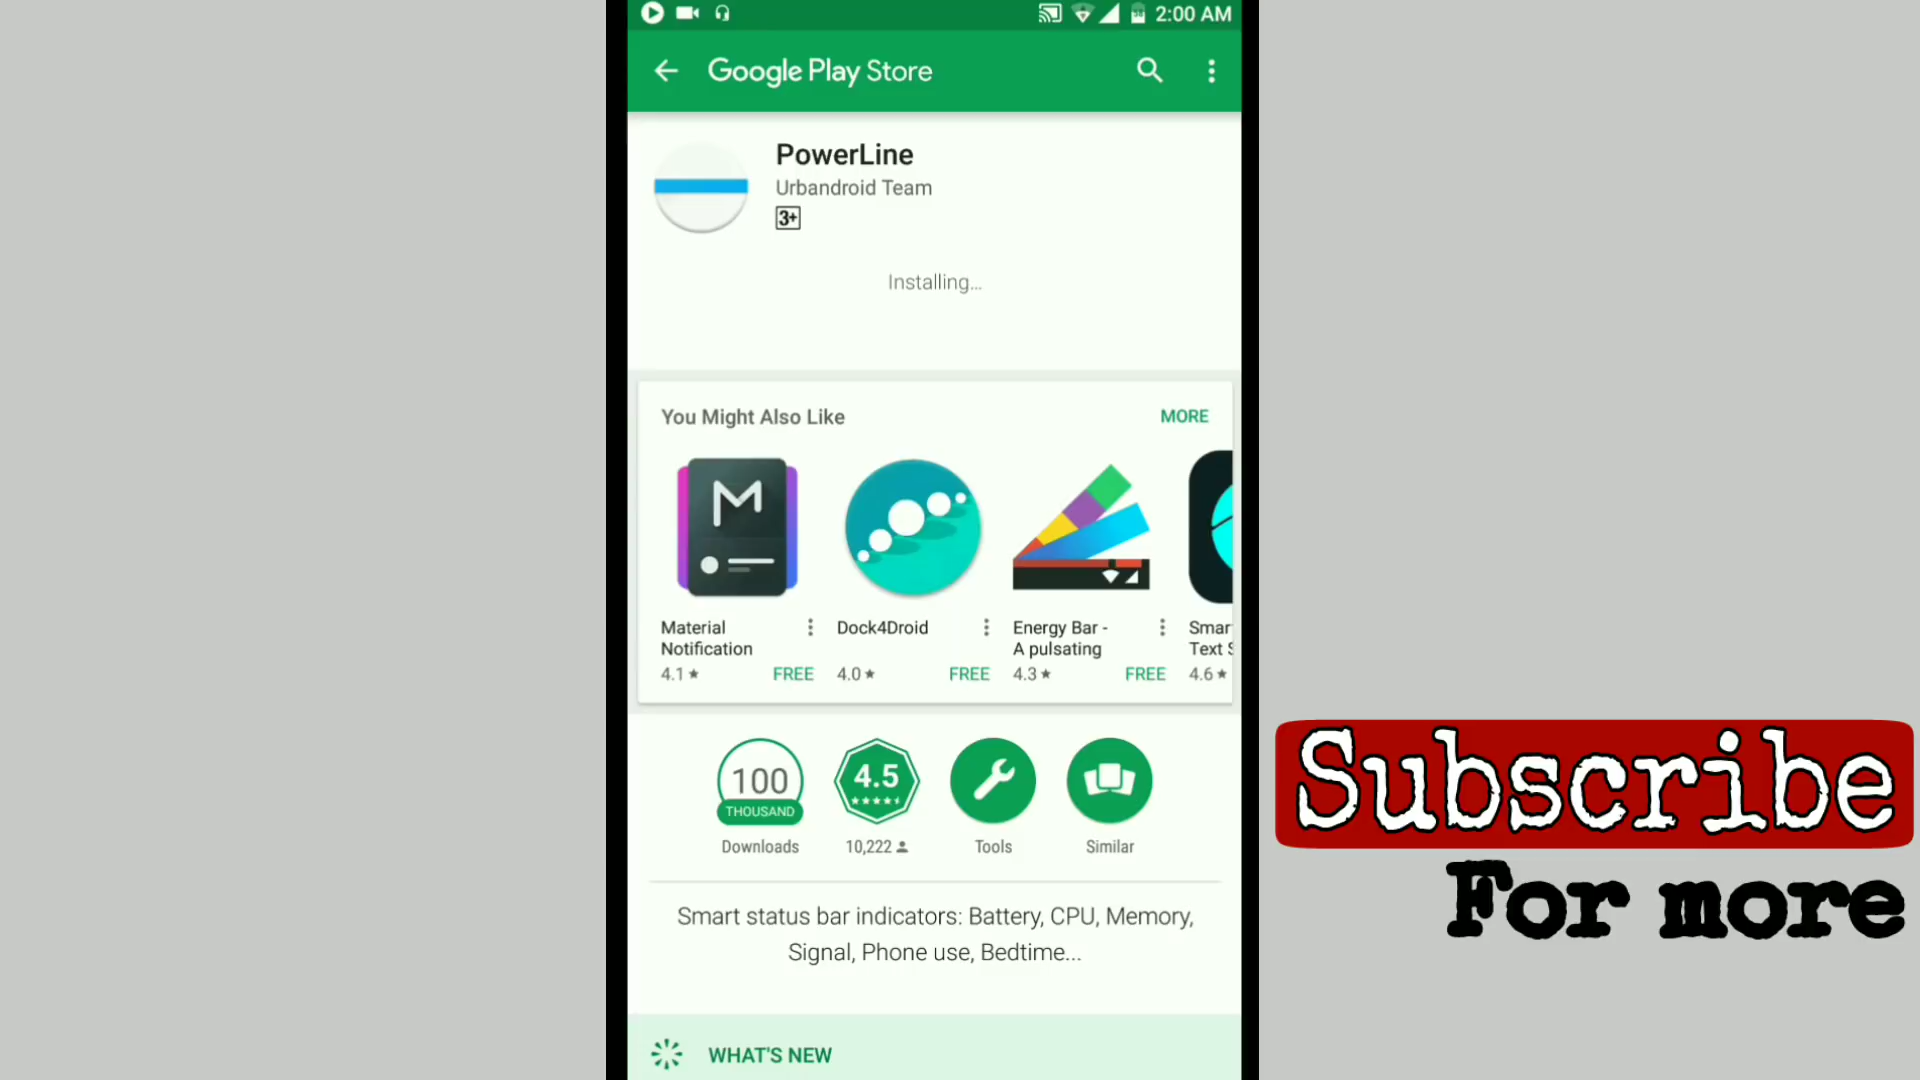 2:00 AM
Google Play Store
PowerLine
Urbandroid Team
3+
Installing...
You Might Also Like
MORE
M
Material
Notification
4.1★
FREE
Dock4Droid
4.0★
FREE
Energy Bar -
A pulsating
4.3★
FREE
Smar
Text S
4.6★
100
THOUSAND
Downloads
4.5
10,222
Tools
Similar
Smart status bar indicators: Battery, CPU, Memory,
Signal, Phone use, Bedtime...
WHAT'S NEW
Subscribe
For more